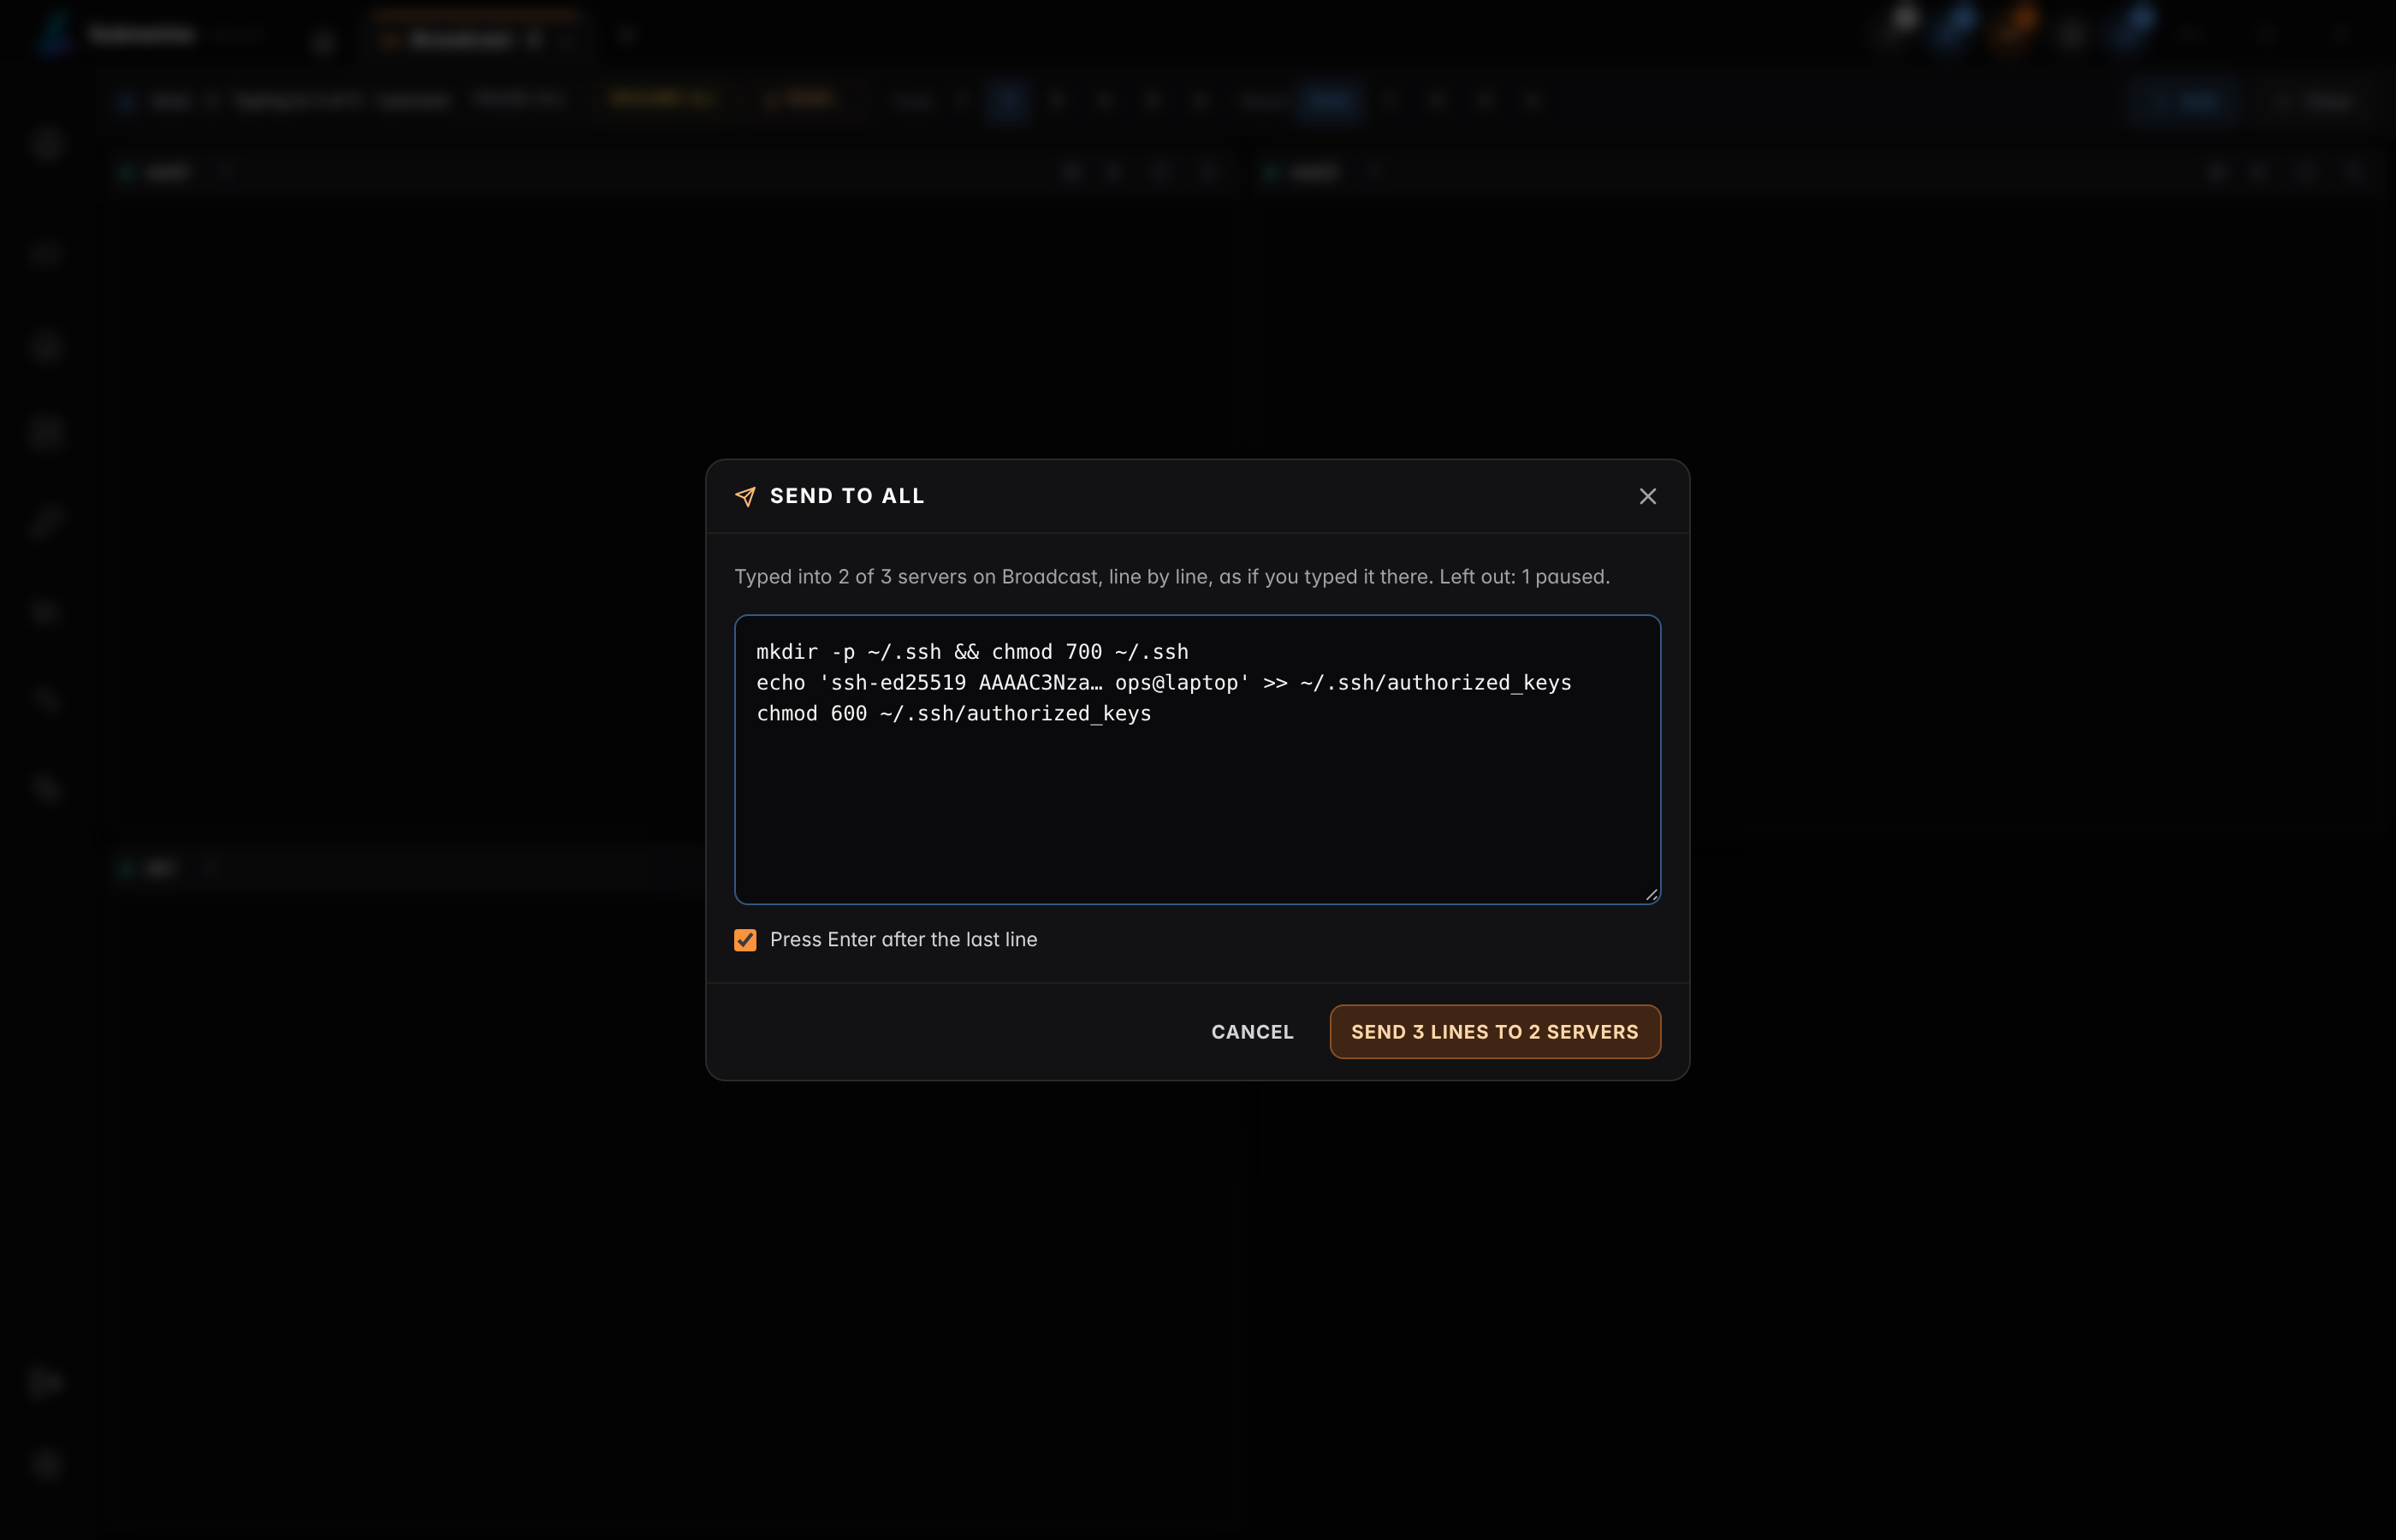 Broadcast
SEND TO ALL
Typed into 2 of 3 servers on Broadcast, line by line, as if you typed it there. Left out: 1 paused.
mkdir -p ~/.ssh && chmod 700 ~/.ssh
echo 'ssh-ed25519 AAAAC3Nza… ops@laptop' >> ~/.ssh/authorized_keys
chmod 600 ~/.ssh/authorized_keys
Press Enter after the last line
CANCEL
SEND 3 LINES TO 2 SERVERS